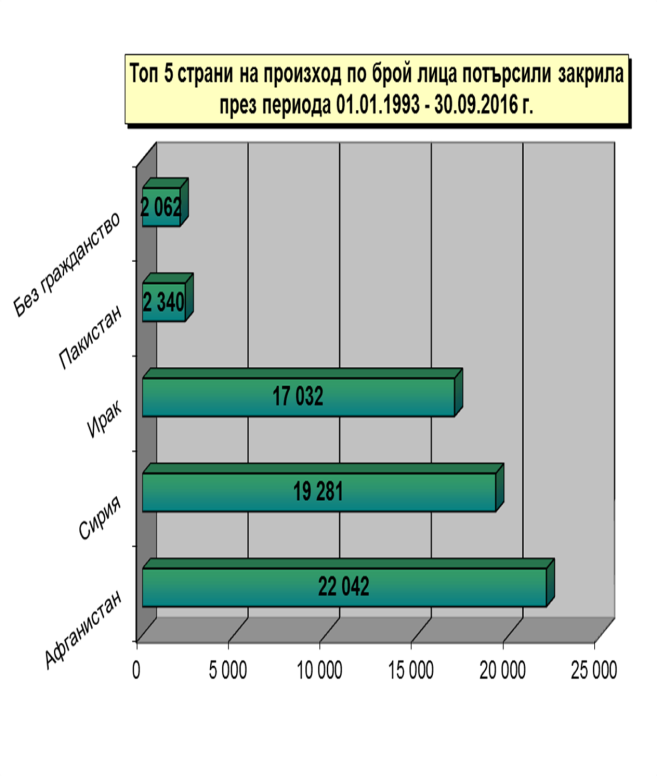 Топ 5 страни на произход по брой лица потърсили закрила
през периода 01.01.1993 - 30.09.2016 г.
Без гражданство
2 062
Пакистан
2 340
Ирак
17 032
Сирия
19 281
Афганистан
22 042
0 5 000 10 000 15 000 20 000 25 000